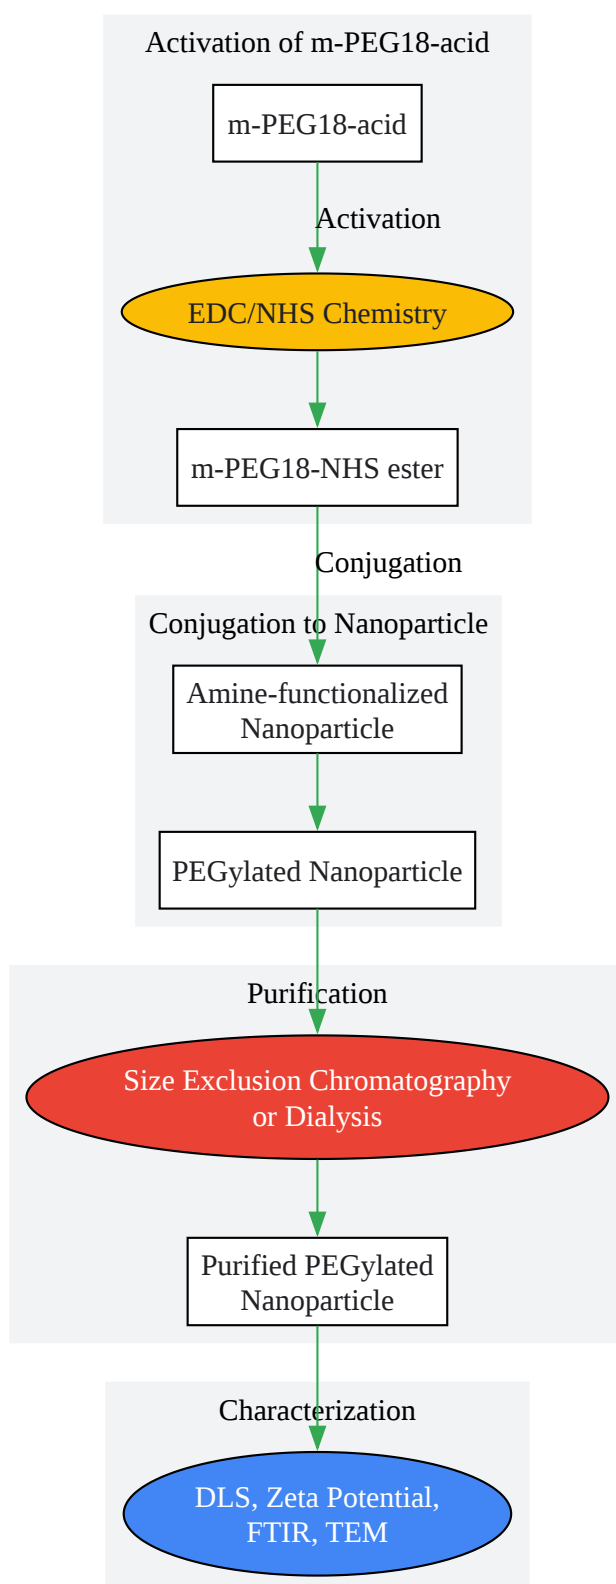 Activation of m-PEG18-acid
m-PEG18-acid
Activation
EDC/NHS Chemistry
m-PEG18-NHS ester
Conjugation
Conjugation to Nanoparticle
Amine-functionalized
Nanoparticle
PEGylated Nanoparticle
Purification
Size Exclusion Chromatography
or Dialysis
Purified PEGylated
Nanoparticle
Characterization
DLS, Zeta Potential,
FTIR, TEM